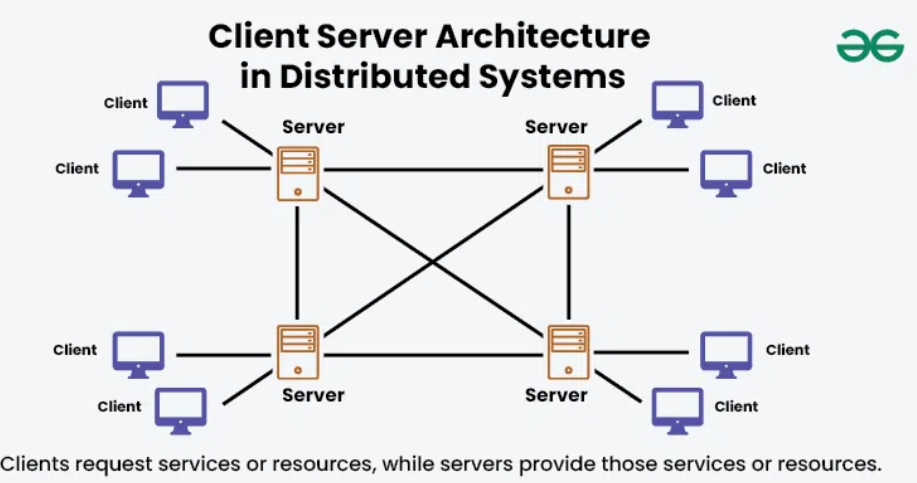 Client Server Architecture
in Distributed Systems
Client
Client
Server
Server
Client
Client
Client
Client
Server
Server
Client
Client
Clients request services or resources, while servers provide those services or resources.